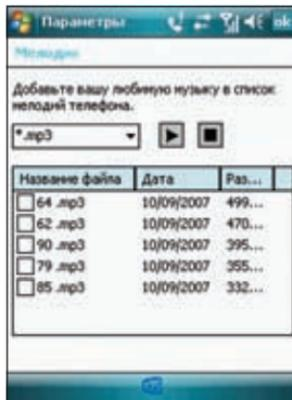 Параметры ok
Мелодии
Добавьте вашу любимую музыку в список
мелодий телефона.
*.mp3
Название файла Дата Раз...
64 .mp3 10/09/2007 499...
62 .mp3 10/09/2007 470...
90 .mp3 10/09/2007 395...
79 .mp3 10/09/2007 355...
85 .mp3 10/09/2007 332...